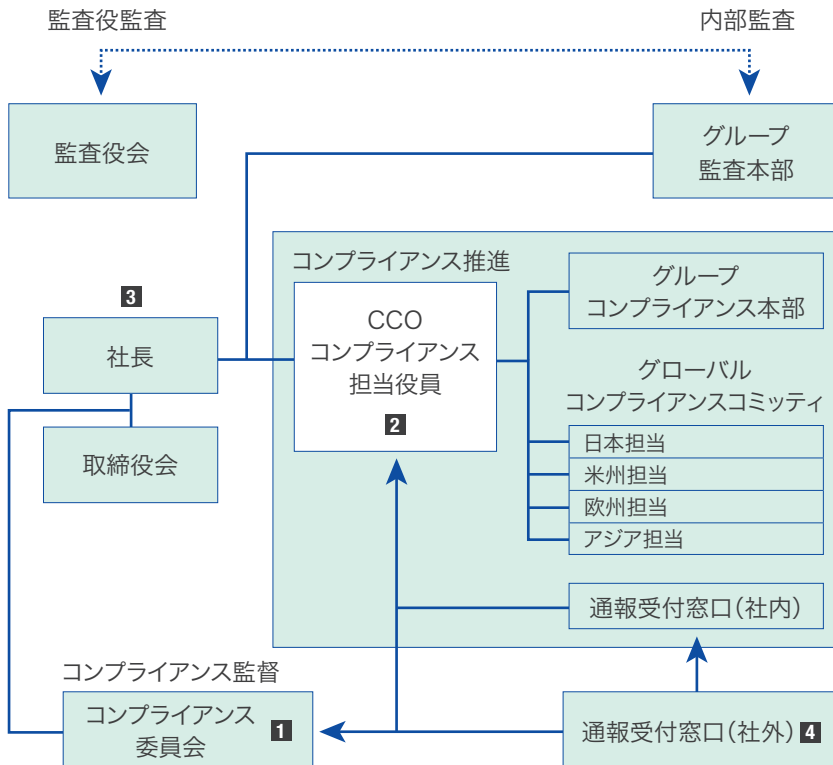 監査役監査
内部監査
監査役会
グループ
監査本部
コンプライアンス推進
CCO
コンプライアンス
担当役員
2
グループ
コンプライアンス本部
3
社長
取締役会
グローバル
コンプライアンスコミッティ
日本担当
米州担当
欧州担当
アジア担当
通報受付窓口(社内)
コンプライアンス監督
コンプライアンス
委員会
1
通報受付窓口(社外) 4